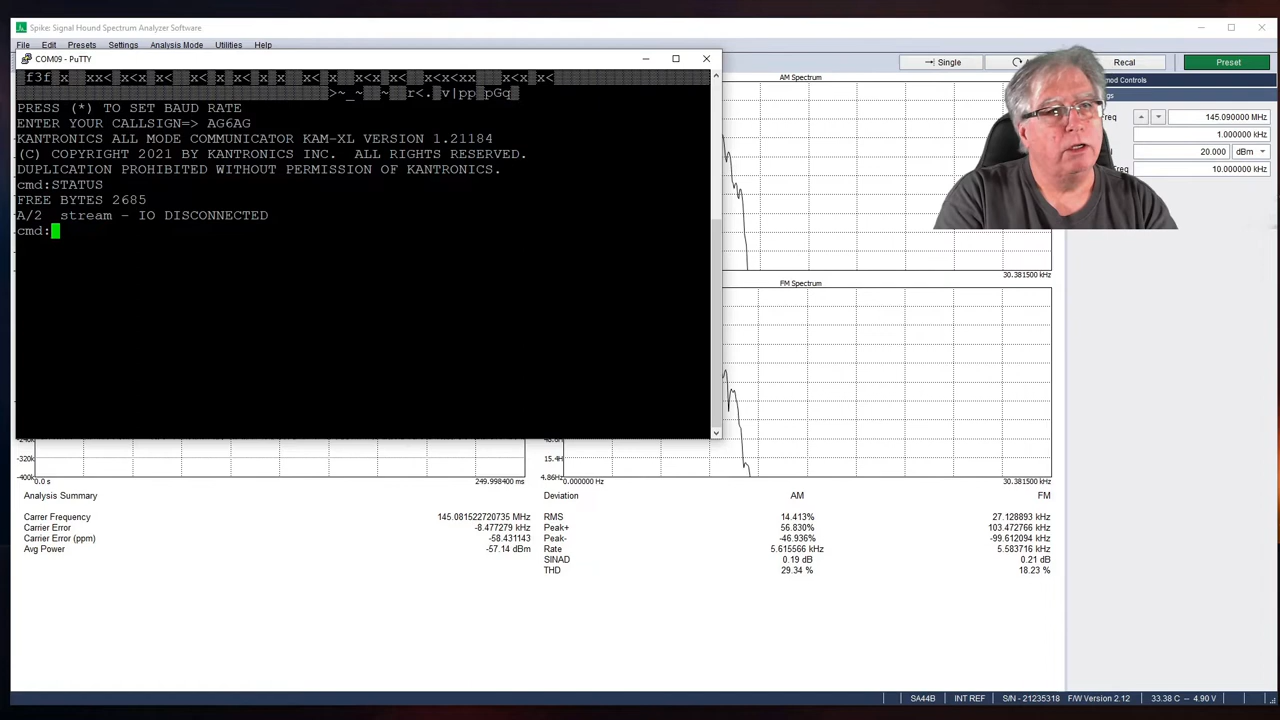 Spike: Signal Hound Spectrum Analyzer Software
File Edit Presets Settings Analysis Mode Utilities Help
COM09 - PuTTY
PRESS (*) TO SET BAUD RATE
ENTER YOUR CALLSIGN=> AG6AG
KANTRONICS ALL MODE COMMUNICATOR KAM-XL VERSION 1.21184
(C) COPYRIGHT 2021 BY KANTRONICS INC.  ALL RIGHTS RESERVED.
DUPLICATION PROHIBITED WITHOUT PERMISSION OF KANTRONICS.
cmd:STATUS
FREE BYTES 2685
A/2  stream - IO DISCONNECTED
cmd:
Single
Recal
Preset
AM Spectrum
mod Controls
145.090000 MHz
1.000000 kHz
20.000 dBm
10.000000 kHz
30.381500 kHz
FM Spectrum
-320k
15.4H
-400k
4.86H
0.0 s
249.998400 ms
0.000000 Hz
30.381500 kHz
Analysis Summary
Carrer Frequency 145.081522720735 MHz
Carrier Error -8.477279 kHz
Carrier Error (ppm) -58.431143
Avg Power -57.14 dBm
Deviation AM FM
RMS 14.413% 27.128893 kHz
Peak+ 56.830% 103.472766 kHz
Peak- -46.936% -99.612094 kHz
Rate 5.615566 kHz 5.583716 kHz
SINAD 0.19 dB 0.21 dB
THD 29.34 % 18.23 %
SA44B INT REF S/N - 21235318 F/W Version 2.12 33.38 C -- 4.90 V